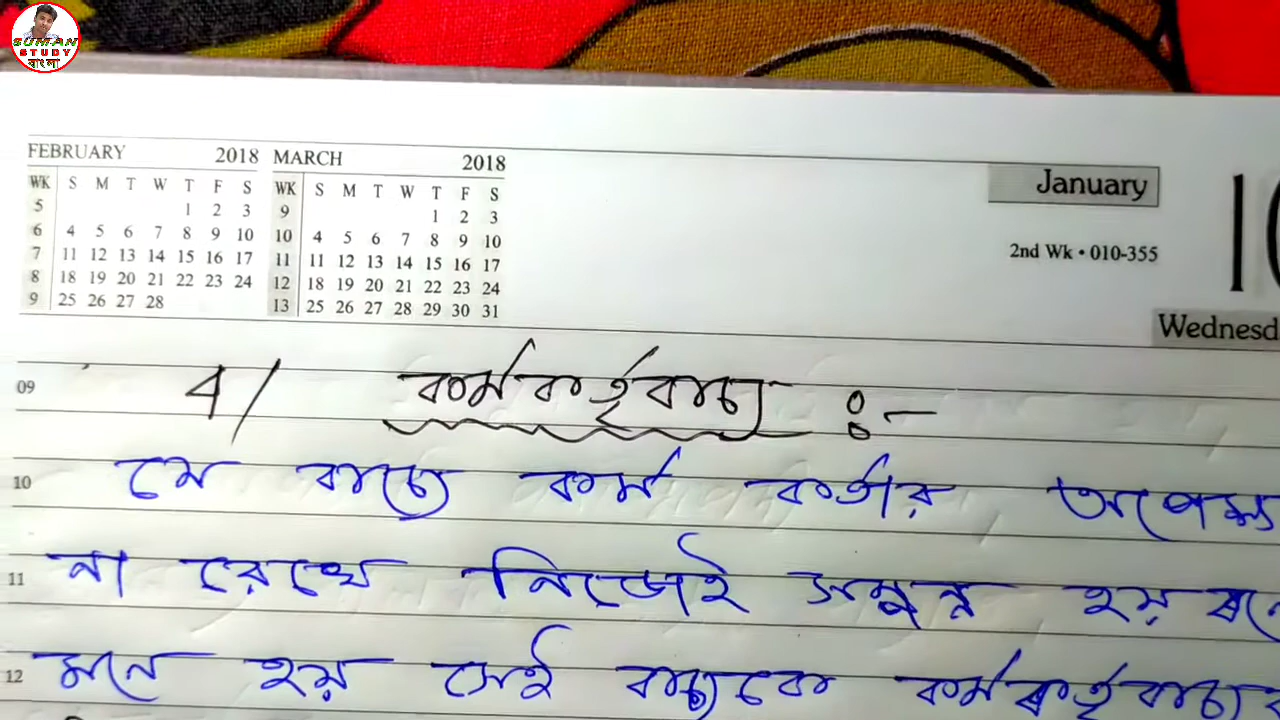 SUMAN
STUDY
বাংলা
FEBRUARY 2018 MARCH 2018
WK S M T W T F S WK S M T W T F S
5 1 2 3 9 1 2 3
6 4 5 6 7 8 9 10 10 4 5 6 7 8 9 10
7 11 12 13 14 15 16 17 11 11 12 13 14 15 16 17
8 18 19 20 21 22 23 24 12 18 19 20 21 22 23 24
9 25 26 27 28 13 25 26 27 28 29 30 31
January
2nd Wk • 010-355
09 4/ কর্মকর্তৃবাচ্য :-
10 যে বাচ্যে কর্ম কর্তার
11 না রেখে নিজেই সম্পন্ন হয় বলে
12 মনে হয় সেই বাচ্যকে কর্মকর্তৃবাচ্য